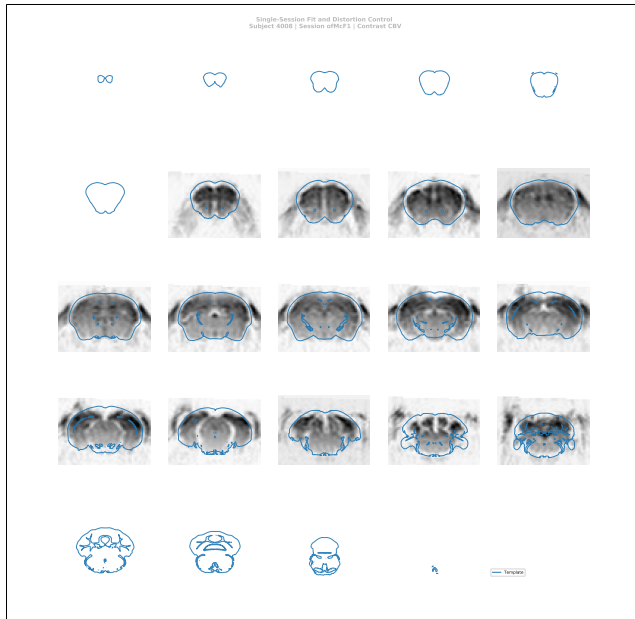 Single-Session Fit and Distortion Control
Subject 4008 | Session ofMcF1 | Contrast CBV
Template